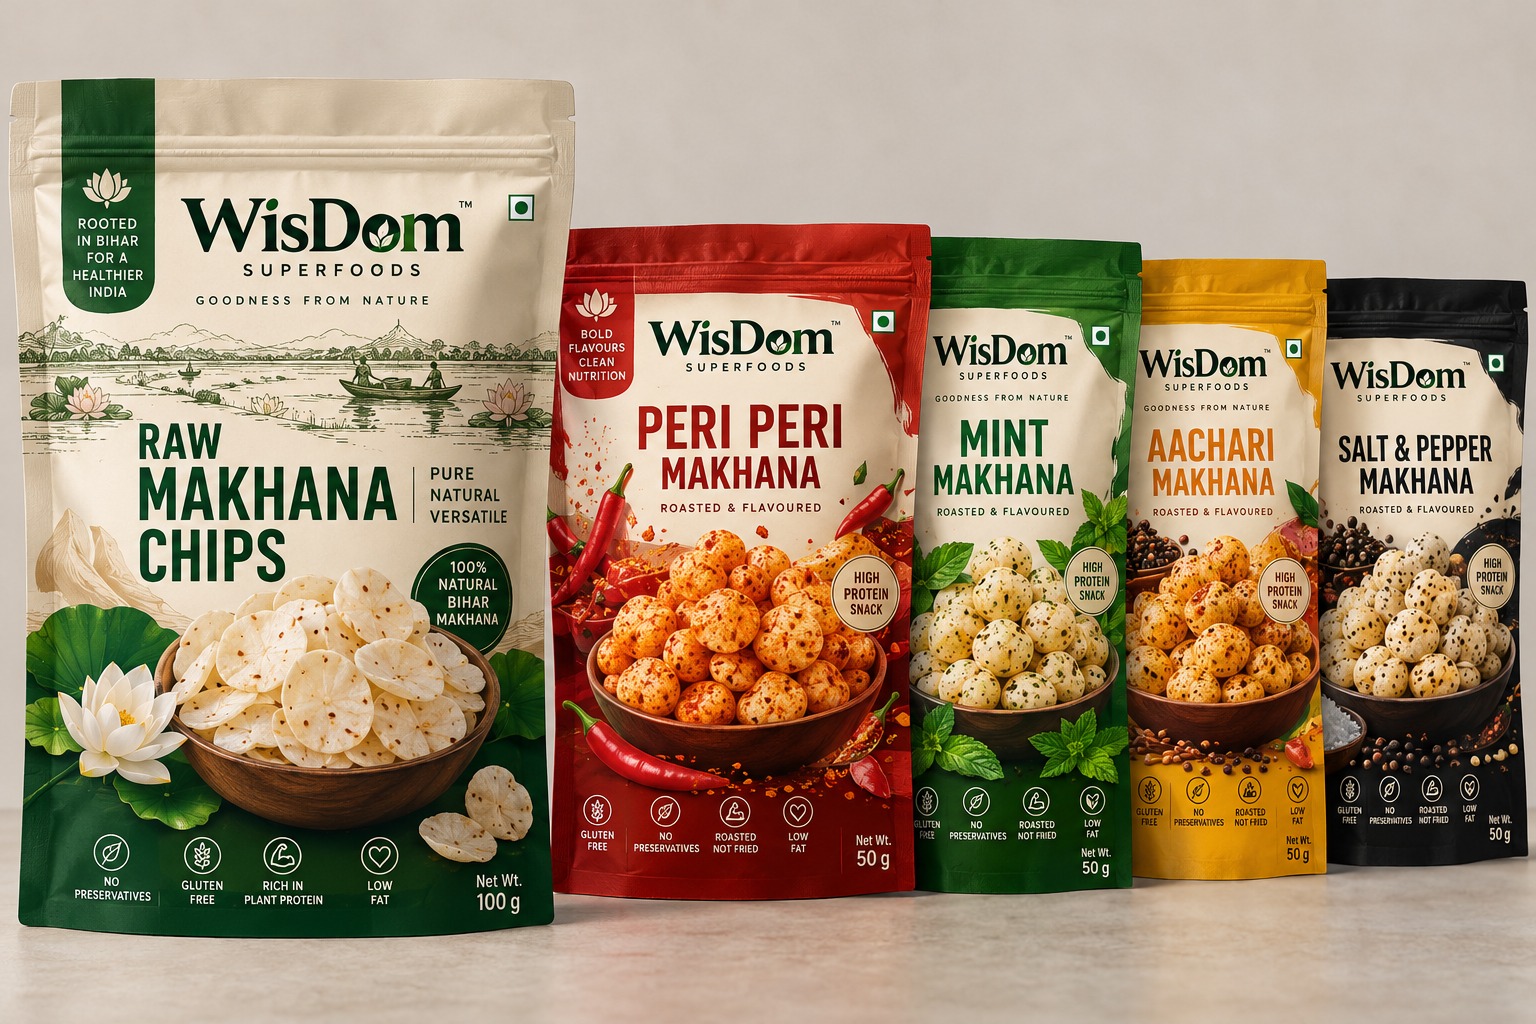 ROOTED
IN BIHAR
FOR A
HEALTHIER
INDIA
WisDom™
SUPERFOODS
GOODNESS FROM NATURE
RAW
MAKHANA
CHIPS
PURE
NATURAL
VERSATILE
100%
NATURAL
BIHAR
MAKHANA
NO
PRESERVATIVES
GLUTEN
FREE
RICH IN
PLANT PROTEIN
LOW
FAT
Net Wt.
100 g
BOLD
FLAVOURS
CLEAN
NUTRITION
WisDom™
SUPERFOODS
PERI PERI
MAKHANA
ROASTED & FLAVOURED
HIGH
PROTEIN
SNACK
GLUTEN
FREE
NO
PRESERVATIVES
ROASTED
NOT FRIED
LOW
FAT
Net Wt.
50 g
WisDom™
SUPERFOODS
GOODNESS FROM NATURE
MINT
MAKHANA
ROASTED & FLAVOURED
HIGH
PROTEIN
SNACK
GLUTEN
FREE
NO
PRESERVATIVES
ROASTED
NOT FRIED
LOW
FAT
Net Wt.
50 g
WisDom™
SUPERFOODS
GOODNESS FROM NATURE
AACHARI
MAKHANA
ROASTED & FLAVOURED
HIGH
PROTEIN
SNACK
GLUTEN
FREE
NO
PRESERVATIVES
ROASTED
NOT FRIED
LOW
FAT
Net Wt.
50 g
WisDom™
SUPERFOODS
SALT & PEPPER
MAKHANA
ROASTED & FLAVOURED
HIGH
PROTEIN
SNACK
GLUTEN
FREE
NO
PRESERVATIVES
ROASTED
NOT FRIED
LOW
FAT
Net Wt.
50 g